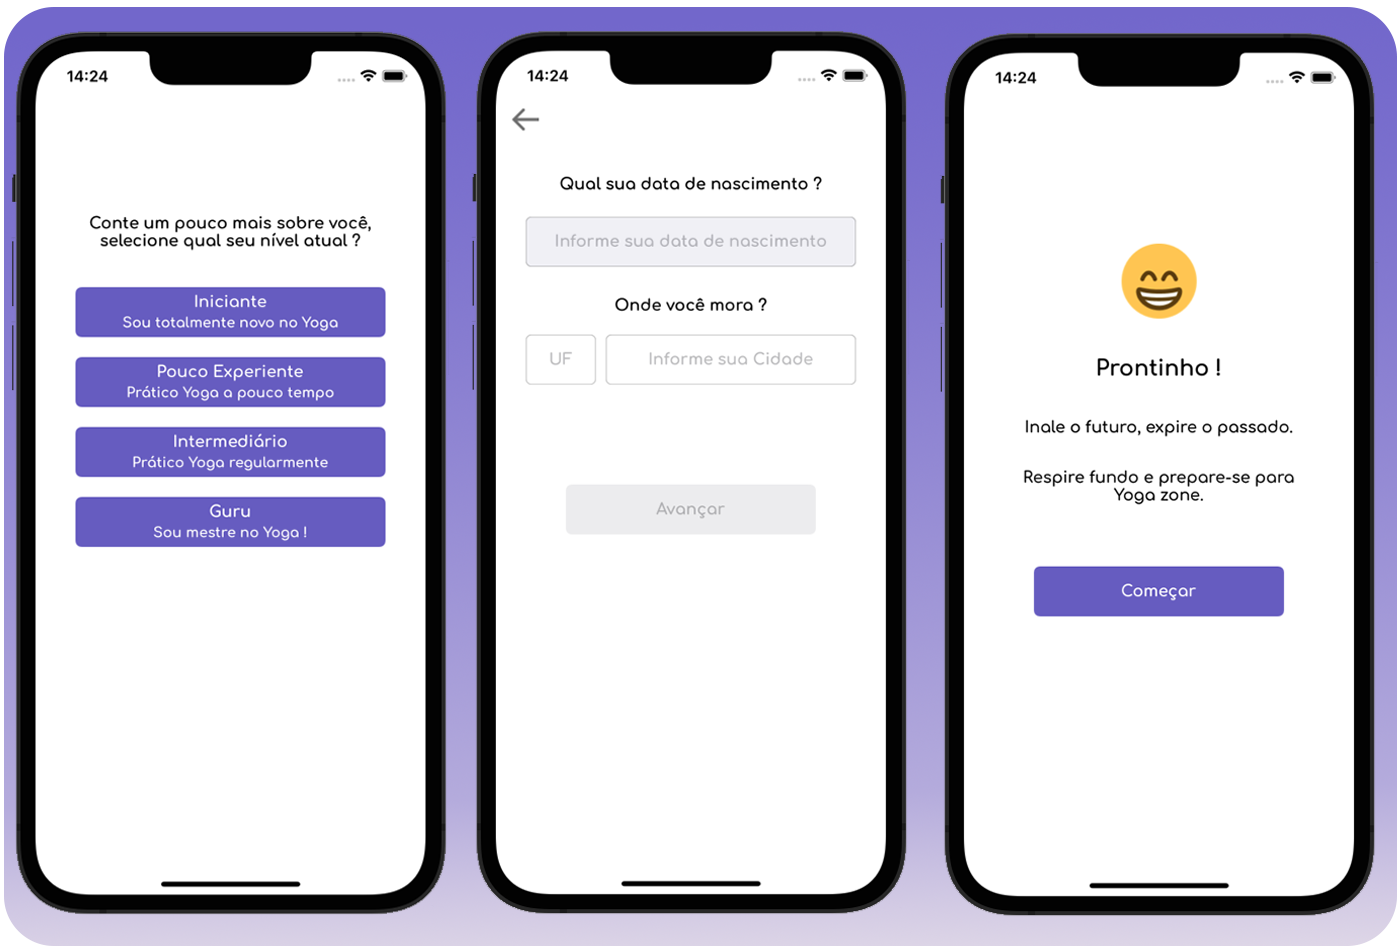 14:24
Conte um pouco mais sobre você,
selecione qual seu nível atual ?
Iniciante
Sou totalmente novo no Yoga
Pouco Experiente
Prático Yoga a pouco tempo
Intermediário
Prático Yoga regularmente
Guru
Sou mestre no Yoga !
14:24
Qual sua data de nascimento ?
Informe sua data de nascimento
Onde você mora ?
UF
Informe sua Cidade
Avançar
14:24
Prontinho !
Inale o futuro, expire o passado.
Respire fundo e prepare-se para
Yoga zone.
Começar